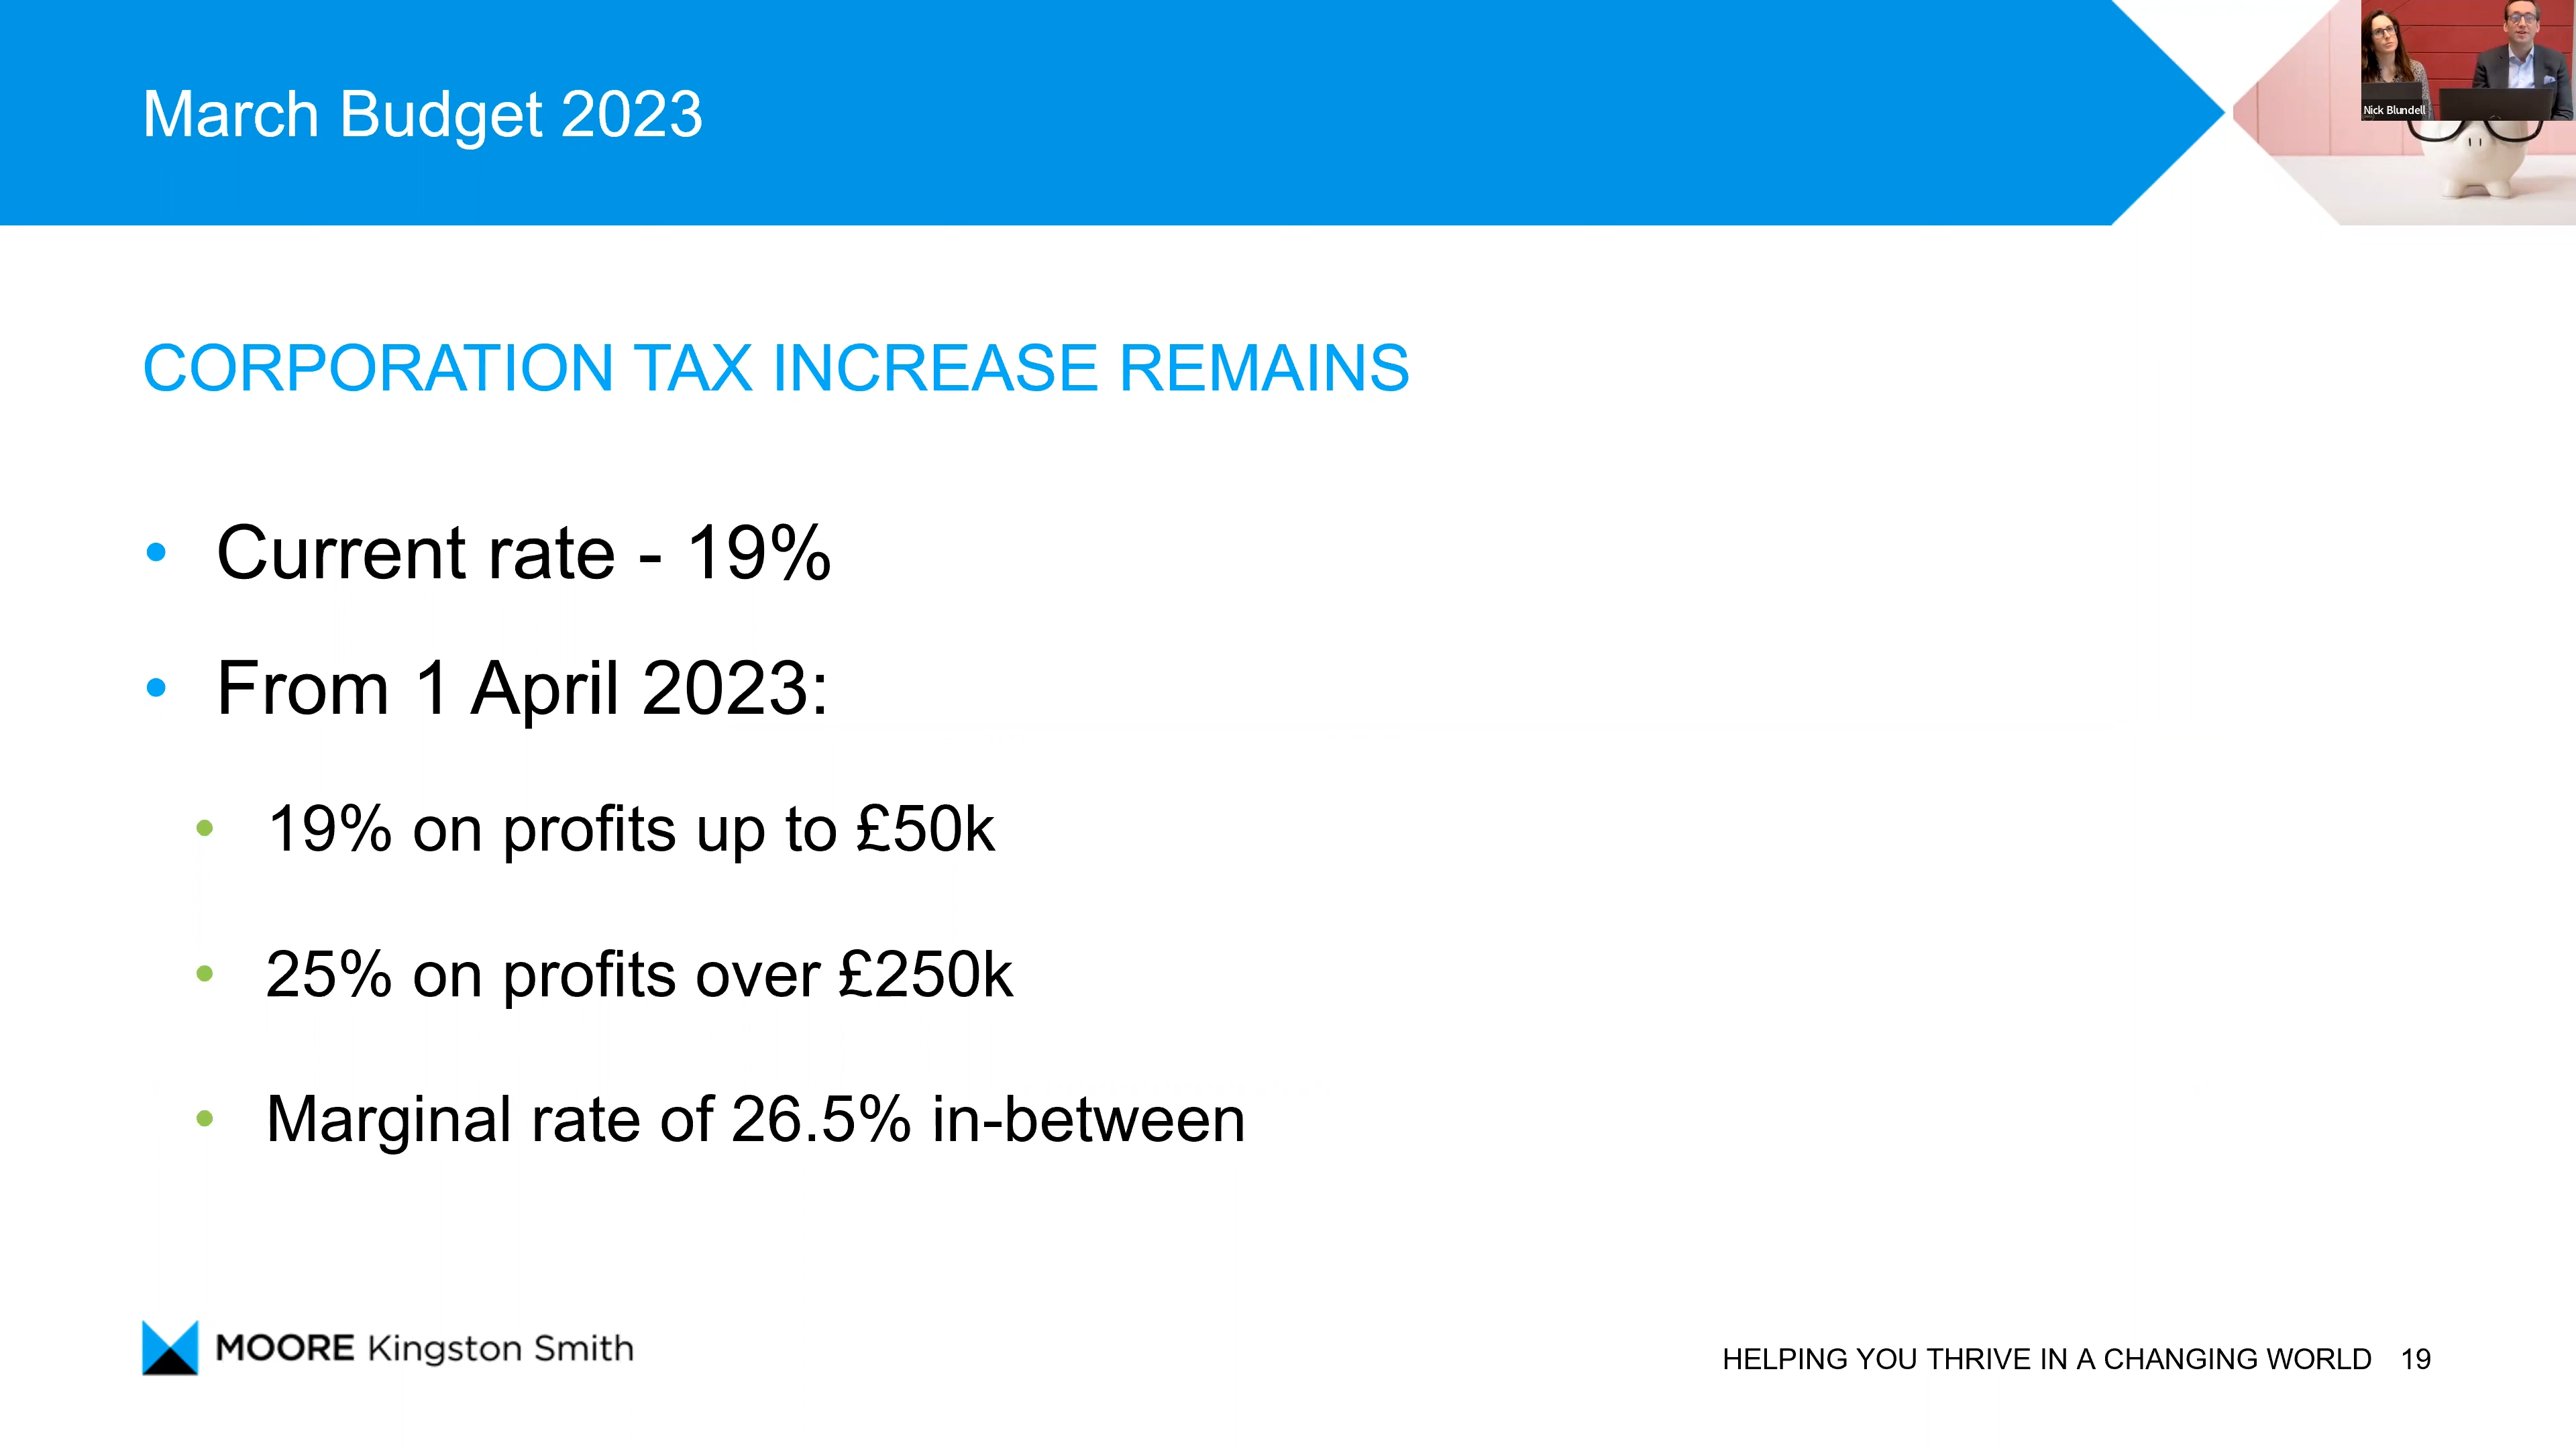 March Budget 2023
Nick Blundell
CORPORATION TAX INCREASE REMAINS
• Current rate - 19%
• From 1 April 2023:
• 19% on profits up to £50k
• 25% on profits over £250k
• Marginal rate of 26.5% in-between
MOORE Kingston Smith
HELPING YOU THRIVE IN A CHANGING WORLD 19